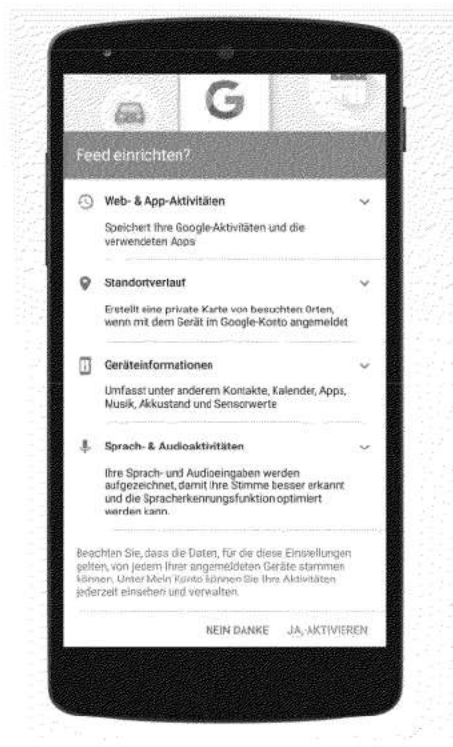 G
Feed einrichten?
Web- & App-Aktivitäten
Speichert Ihre Google-Aktivitäten und die
verwendeten Apps
Standortverlauf
Erstellt eine private Karte von besuchten Orten,
wenn mit dem Gerät im Google-Konto angemeldet
Geräteinformationen
Umfasst unter anderem Kontakte, Kalender, Apps,
Musik, Akkustand und Sensorwerte
Sprach- & Audioaktivitäten
Ihre Sprach- und Audioeingaben werden
aufgezeichnet, damit Ihre Stimme besser erkannt
und die Spracherkennungsfunktion optimiert
werden kann.
Beachten Sie, dass die Daten, für die diese Einstellungen
gelten, von jedem Ihrer angemeldeten Geräte stammen
können. Unter Mein Konto können Sie Ihre Aktivitäten
jederzeit einsehen und verwalten.
NEIN DANKE JA, AKTIVIEREN